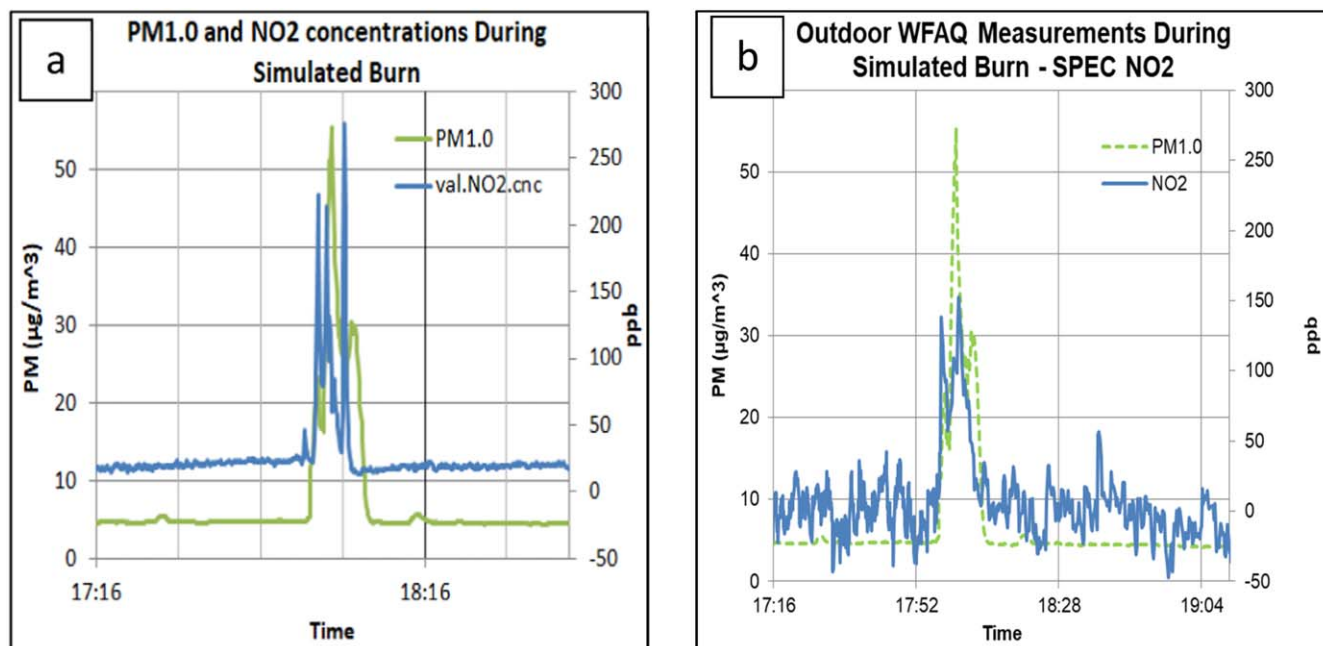 a
PM1.0 and NO2 concentrations During
Simulated Burn
300
250
200
150
100
50
0
-50
ppb
PM1.0
val.NO2.cnc
50
40
30
20
10
0
PM (µg/m^3)
17:16
18:16
Time
b
Outdoor WFAQ Measurements During
Simulated Burn - SPEC NO2
300
250
200
150
100
50
0
-50
ppb
PM1.0
NO2
50
40
30
20
10
0
PM (µg/m^3)
17:16
17:52
18:28
19:04
Time